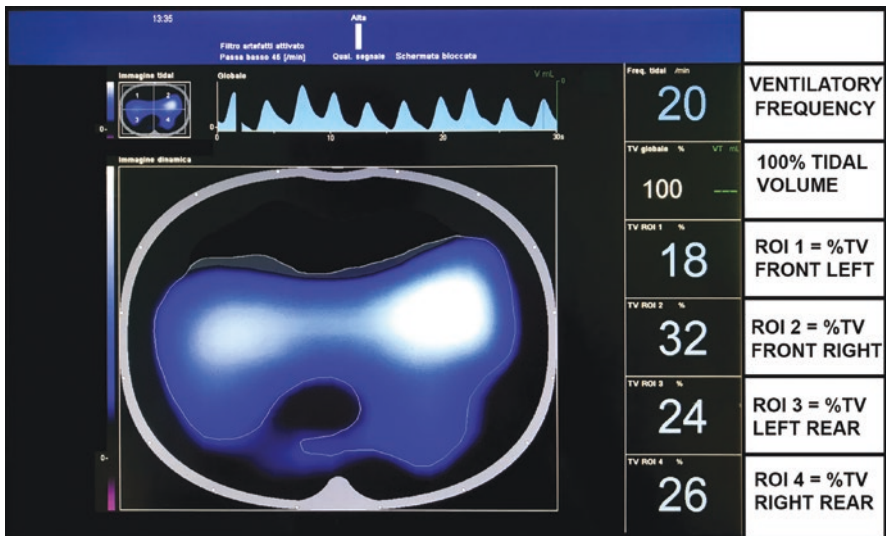 13:35
Alta
Filtro artefatti attivato
Passa basso 46 [/min]
Qual. segnale
Schermata bloccata
Immagine tidal
1 2
3 4
0-
Globale
V mL
0
0-
0 10 20 30s
Immagine dinamica
0-
Freq. tidal /min
20
TV globale % VT mL
100 ---
TV ROI 1 %
18
TV ROI 2 %
32
TV ROI 3 %
24
TV ROI 4 %
26
VENTILATORY
FREQUENCY
100% TIDAL
VOLUME
ROI 1 = %TV
FRONT LEFT
ROI 2 = %TV
FRONT RIGHT
ROI 3 = %TV
LEFT REAR
ROI 4 = %TV
RIGHT REAR